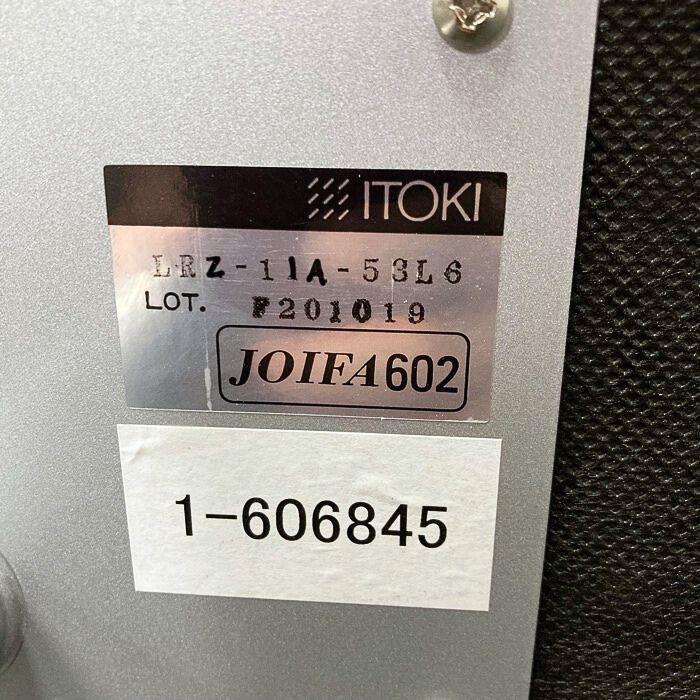 ITOKI
LRZ-11A-53L6
LOT. F201019
JOIFA602
1-606845